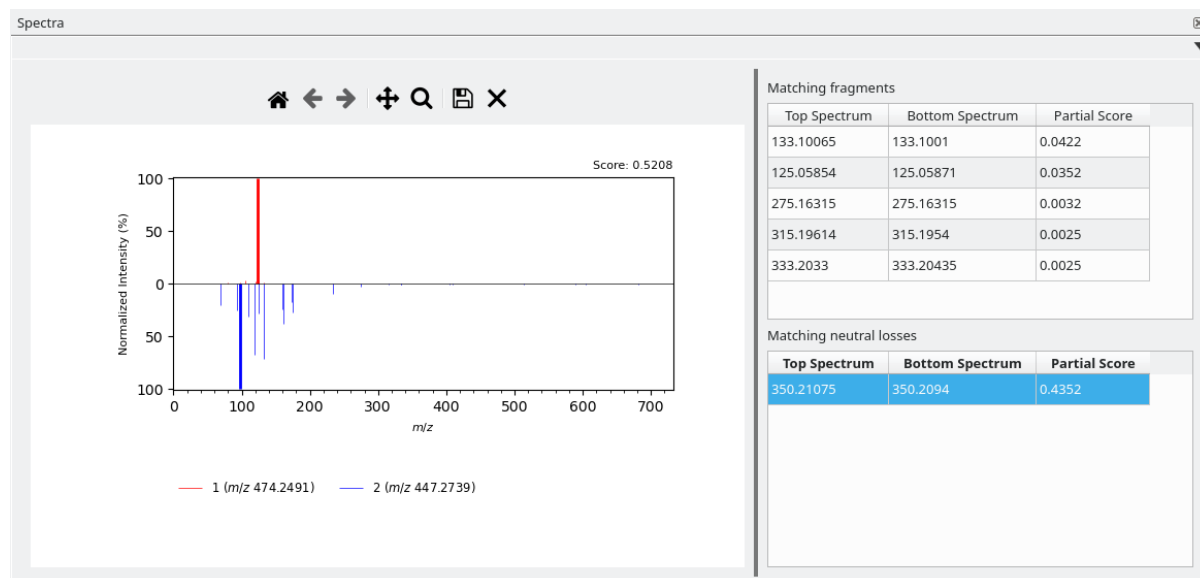 Spectra
Score: 0.5208
100
50
0
50
100
Normalized Intensity (%)
0 100 200 300 400 500 600 700
m/z
1 (m/z 474.2491) 2 (m/z 447.2739)
Matching fragments
Top Spectrum Bottom Spectrum Partial Score
133.10065 133.1001 0.0422
125.05854 125.05871 0.0352
275.16315 275.16315 0.0032
315.19614 315.1954 0.0025
333.2033 333.20435 0.0025
Matching neutral losses
Top Spectrum Bottom Spectrum Partial Score
350.21075 350.2094 0.4352